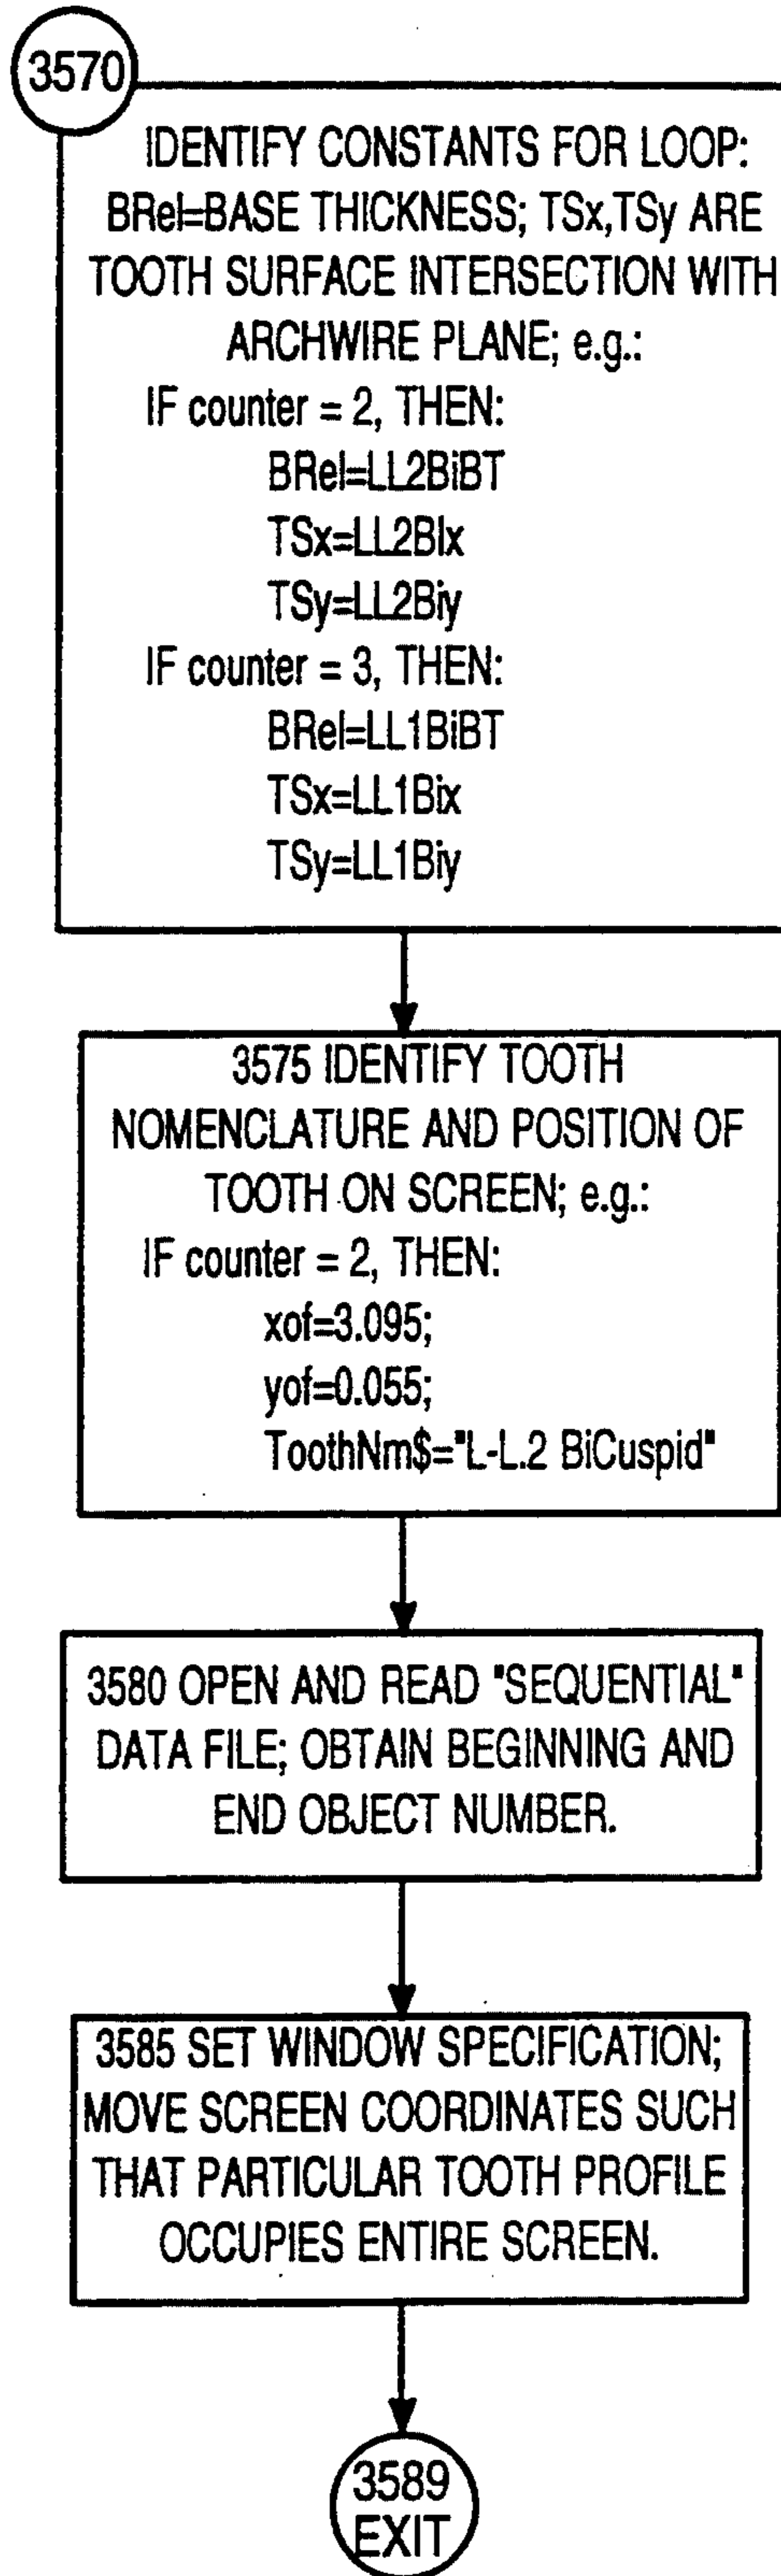 3570
IDENTIFY CONSTANTS FOR LOOP:
BRel=BASE THICKNESS; TSx,TSy ARE
TOOTH SURFACE INTERSECTION WITH
ARCHWIRE PLANE; e.g.:
IF counter = 2, THEN:
BRel=LL2BiBT
TSx=LL2BIx
TSy=LL2Biy
IF counter = 3, THEN:
BRel=LL1BiBT
TSx=LL1Bix
TSy=LL1Biy
3575 IDENTIFY TOOTH
NOMENCLATURE AND POSITION OF
TOOTH ON SCREEN; e.g.:
IF counter = 2, THEN:
xof=3.095;
yof=0.055;
ToothNm$="L-L.2 BiCuspid"
3580 OPEN AND READ "SEQUENTIAL"
DATA FILE; OBTAIN BEGINNING AND
END OBJECT NUMBER.
3585 SET WINDOW SPECIFICATION;
MOVE SCREEN COORDINATES SUCH
THAT PARTICULAR TOOTH PROFILE
OCCUPIES ENTIRE SCREEN.
3589
EXIT